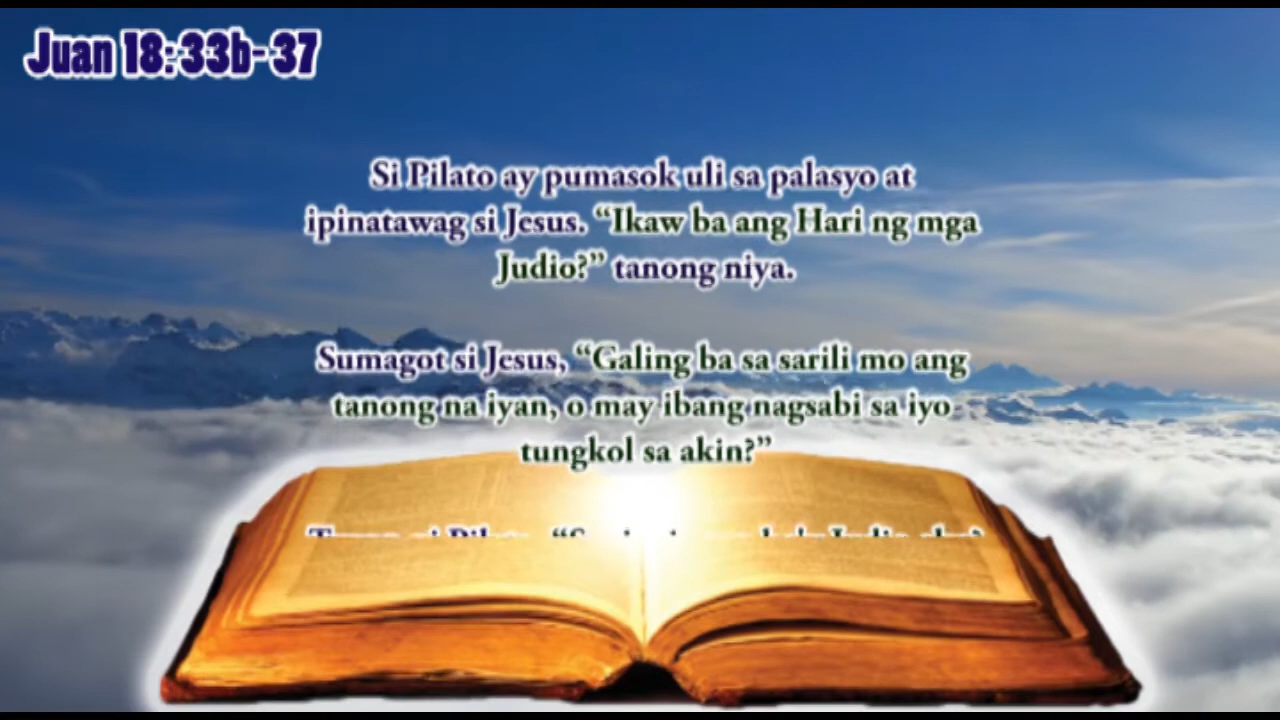 Juan 18:33b-37
Si Pilato ay pumasok uli sa palasyo at
ipinatawag si Jesus. “Ikaw ba ang Hari ng mga
Judio?” tanong niya.
Sumagot si Jesus, “Galing ba sa sarili mo ang
tanong na iyan, o may ibang nagsabi sa iyo
tungkol sa akin?”